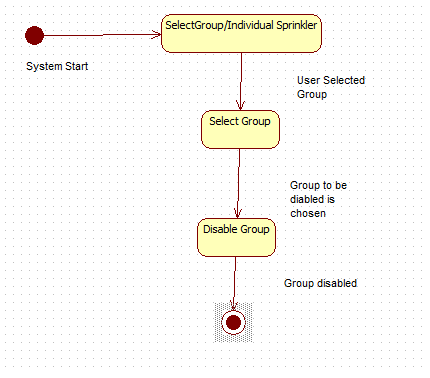 SelectGroup/Individual Sprinkler
System Start
User Selected
Group
Select Group
Group to be
diabled is
chosen
Disable Group
Group disabled